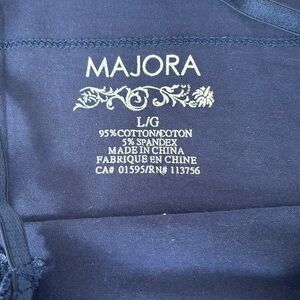 MAJORA
L/G
95%COTTON/COTON
5% SPANDEX
MADE IN CHINA
FABRIQUE EN CHINE
CA# 01595/RN# 113756